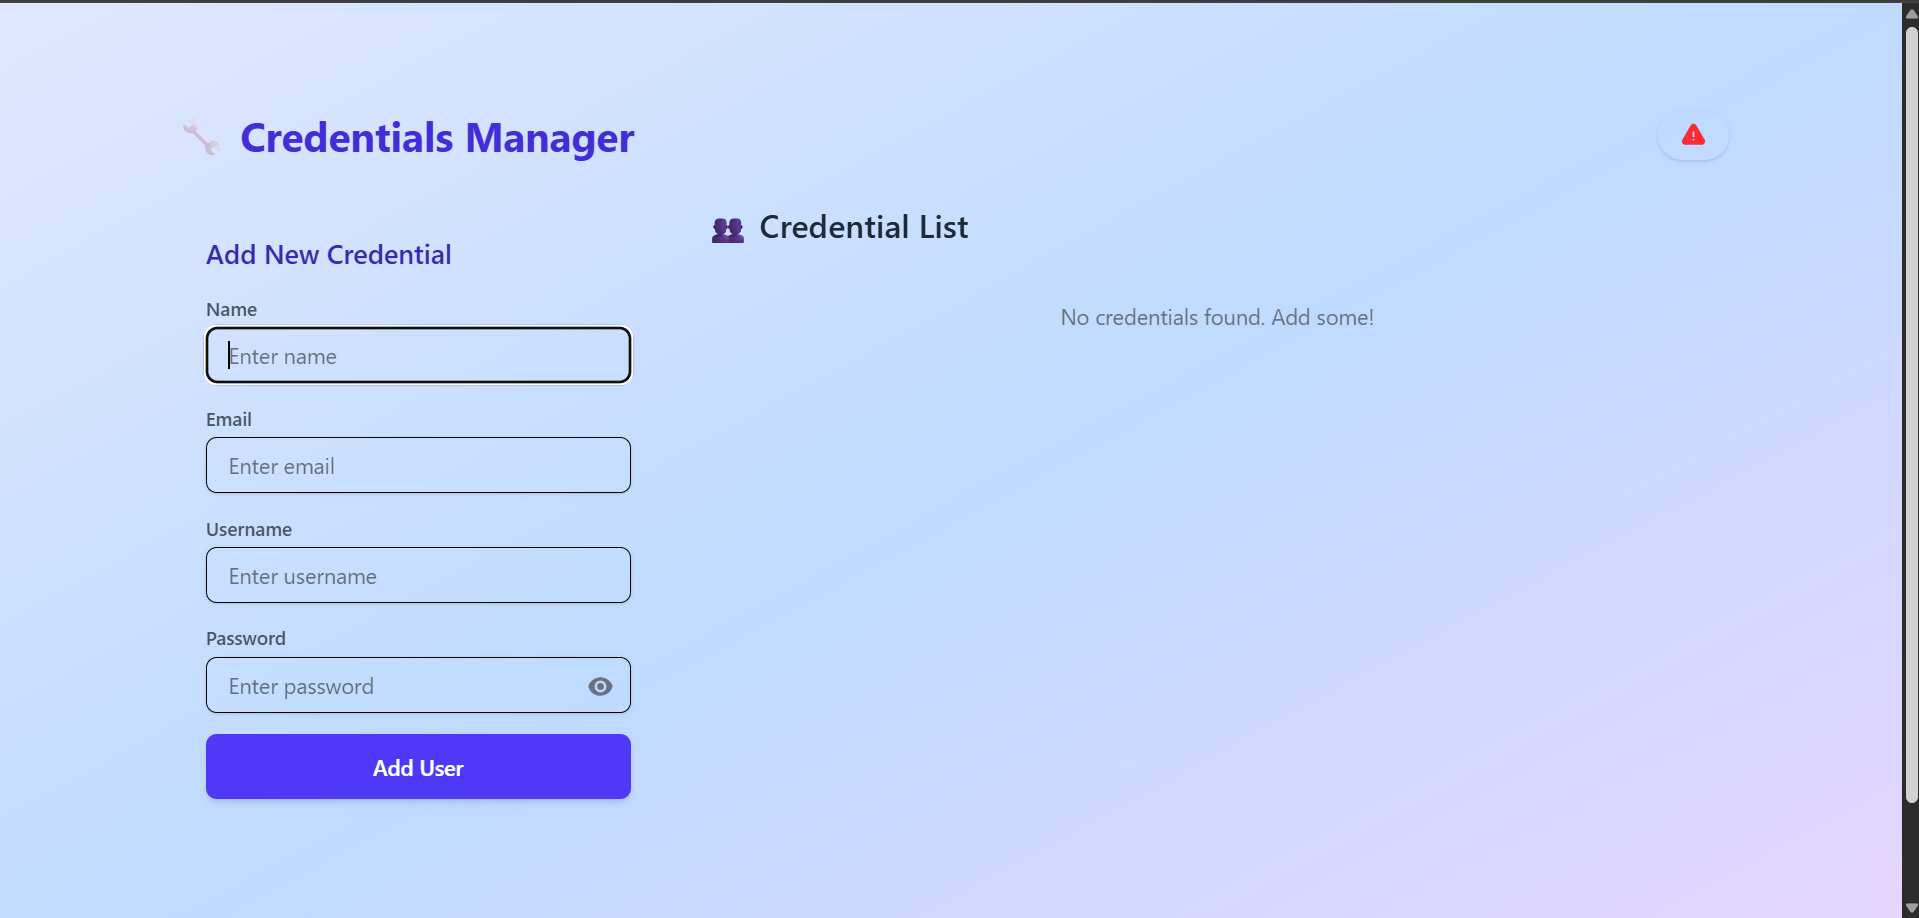 Credentials Manager
Add New Credential
Name
Enter name
Email
Enter email
Username
Enter username
Password
Enter password
Add User
Credential List
No credentials found. Add some!